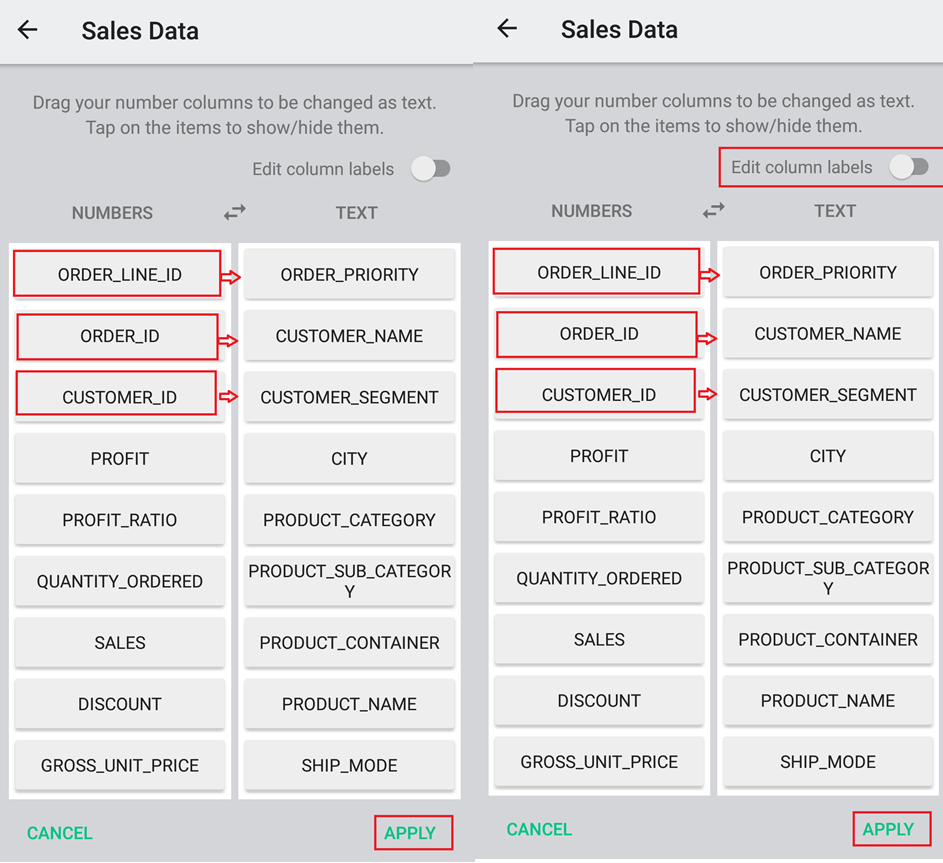 Sales Data
Drag your number columns to be changed as text.
Tap on the items to show/hide them.
Edit column labels
NUMBERS
TEXT
ORDER_LINE_ID
ORDER_PRIORITY
ORDER_ID
CUSTOMER_NAME
CUSTOMER_ID
CUSTOMER_SEGMENT
PROFIT
CITY
PROFIT_RATIO
PRODUCT_CATEGORY
QUANTITY_ORDERED
PRODUCT_SUB_CATEGOR
Y
SALES
PRODUCT_CONTAINER
DISCOUNT
PRODUCT_NAME
GROSS_UNIT_PRICE
SHIP_MODE
CANCEL
APPLY
Sales Data
Drag your number columns to be changed as text.
Tap on the items to show/hide them.
Edit column labels
NUMBERS
TEXT
ORDER_LINE_ID
ORDER_PRIORITY
ORDER_ID
CUSTOMER_NAME
CUSTOMER_ID
CUSTOMER_SEGMENT
PROFIT
CITY
PROFIT_RATIO
PRODUCT_CATEGORY
QUANTITY_ORDERED
PRODUCT_SUB_CATEGOR
Y
SALES
PRODUCT_CONTAINER
DISCOUNT
PRODUCT_NAME
GROSS_UNIT_PRICE
SHIP_MODE
CANCEL
APPLY